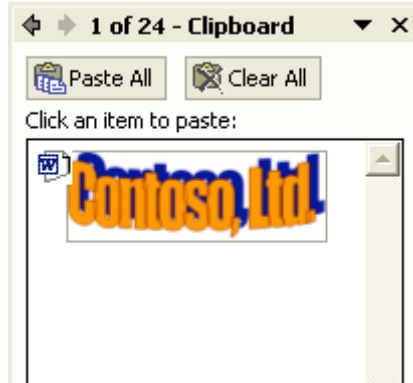 1 of 24 - Clipboard
Paste All Clear All
Click an item to paste:
W
Contoso, Ltd.